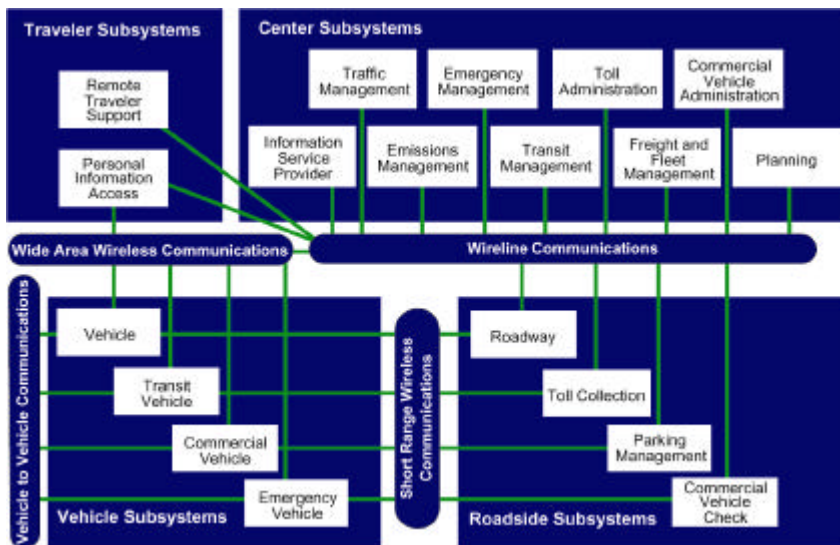 Traveler Subsystems
Remote
Traveler
Support
Personal
Information
Access
Center Subsystems
Traffic
Management
Emergency
Management
Toll
Administration
Commercial
Vehicle
Administration
Information
Service
Provider
Emissions
Management
Transit
Management
Freight and
Fleet
Management
Planning
Wide Area Wireless Communications
Wireline Communications
Vehicle to Vehicle Communications
Vehicle
Transit
Vehicle
Commercial
Vehicle
Emergency
Vehicle
Vehicle Subsystems
Short Range Wireless
Communications
Roadway
Toll Collection
Parking
Management
Commercial
Vehicle
Check
Roadside Subsystems